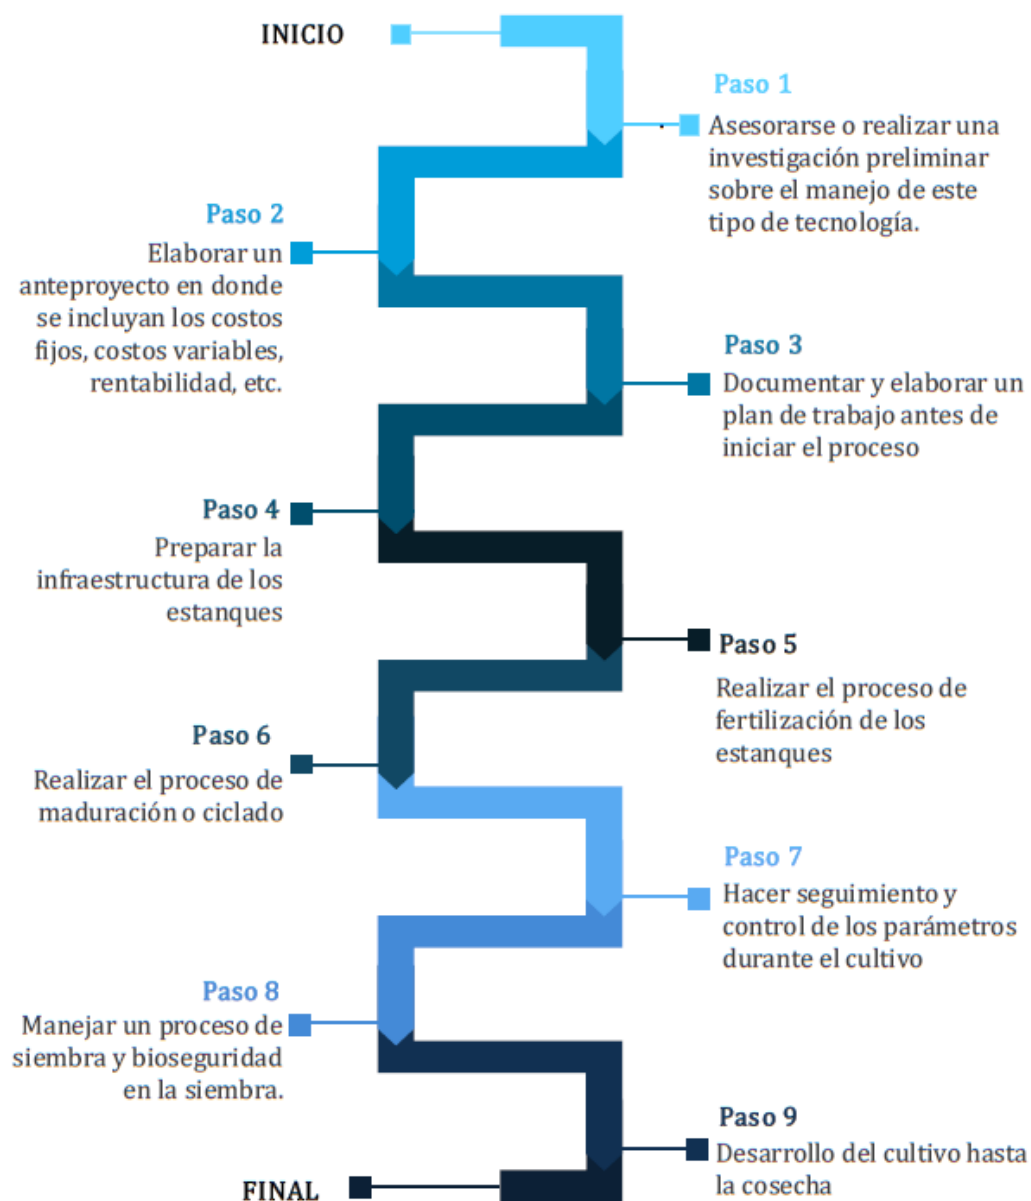 INICIO
Paso 1
Asesorarse o realizar una
investigación preliminar
sobre el manejo de este
tipo de tecnología.
Paso 2
Elaborar un
anteproyecto en donde
se incluyan los costos
fijos, costos variables,
rentabilidad, etc.
Paso 3
Documentar y elaborar un
plan de trabajo antes de
iniciar el proceso
Paso 4
Preparar la
infraestructura de los
estanques
Paso 5
Realizar el proceso de
fertilización de los
estanques
Paso 6
Realizar el proceso de
maduración o ciclado
Paso 7
Hacer seguimiento y
control de los parámetros
durante el cultivo
Paso 8
Manejar un proceso de
siembra y bioseguridad
en la siembra.
Paso 9
Desarrollo del cultivo hasta
la cosecha
FINAL